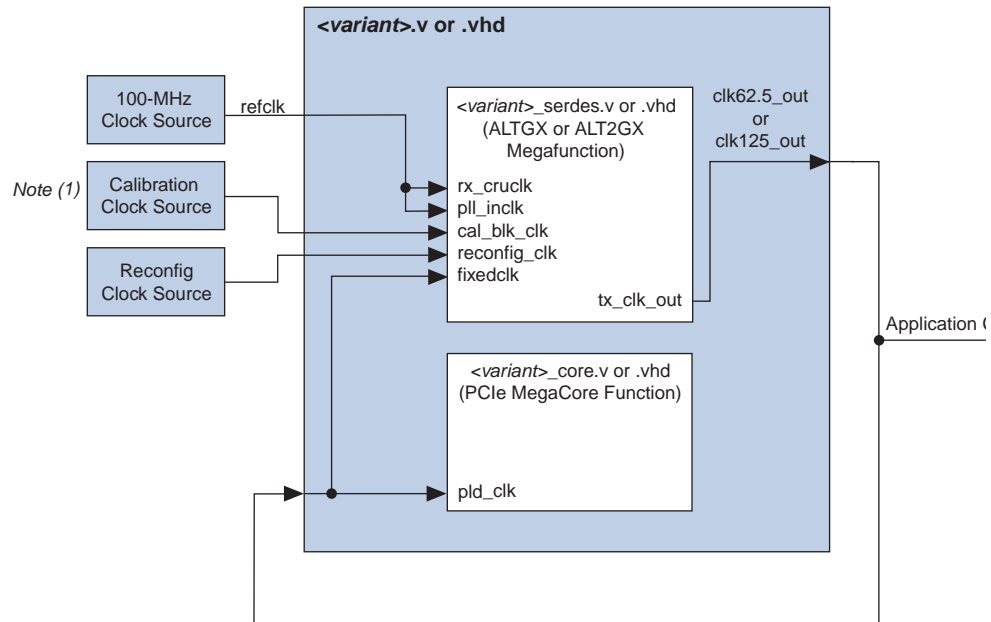 <variant>.v or .vhd
100-MHz
Clock Source
refclk
Note (1)
Calibration
Clock Source
Reconfig
Clock Source
<variant>_serdes.v or .vhd
(ALTGX or ALT2GX
Megafunction)
rx_cruclk
pll_inclk
cal_blk_clk
reconfig_clk
fixedclk
tx_clk_out
clk62.5_out
or
clk125_out
Application
<variant>_core.v or .vhd
(PCIe MegaCore Function)
pld_clk